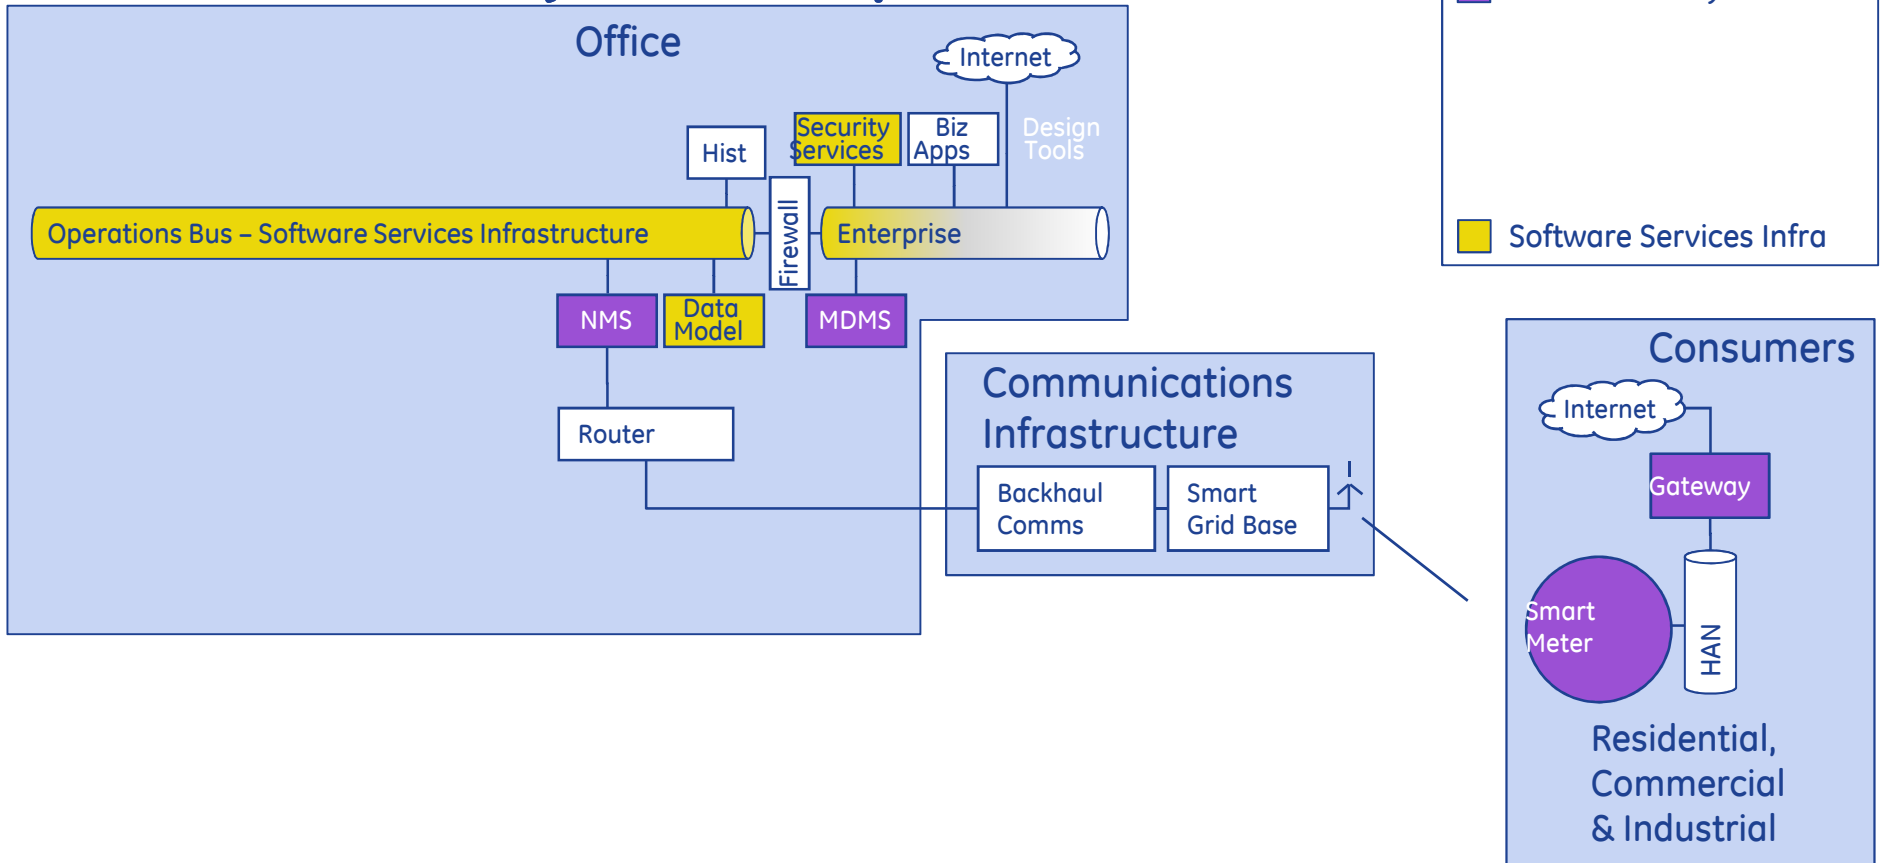 Office
Internet
Security
Services
Biz
Apps
Design
Tools
Hist
Firewall
Operations Bus – Software Services Infrastructure
Enterprise
Software Services Infra
NMS
Data
Model
MDMS
Router
Communications
Infrastructure
Backhaul
Comms
Smart
Grid Base
Consumers
Internet
Gateway
Smart
Meter
HAN
Residential,
Commercial
& Industrial